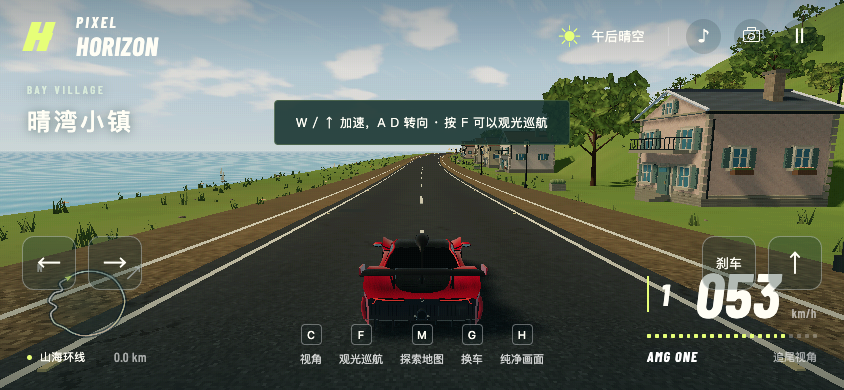 H
PIXEL
HORIZON
午后晴空
BAY VILLAGE
晴湾小镇
W / ↑ 加速，A D 转向 · 按 F 可以观光巡航
← →
刹车 ↑
1 053 km/h
C F M G H
视角 观光巡航 探索地图 换车 纯净画面
山海环线 0.0 km
AMG ONE 追尾视角